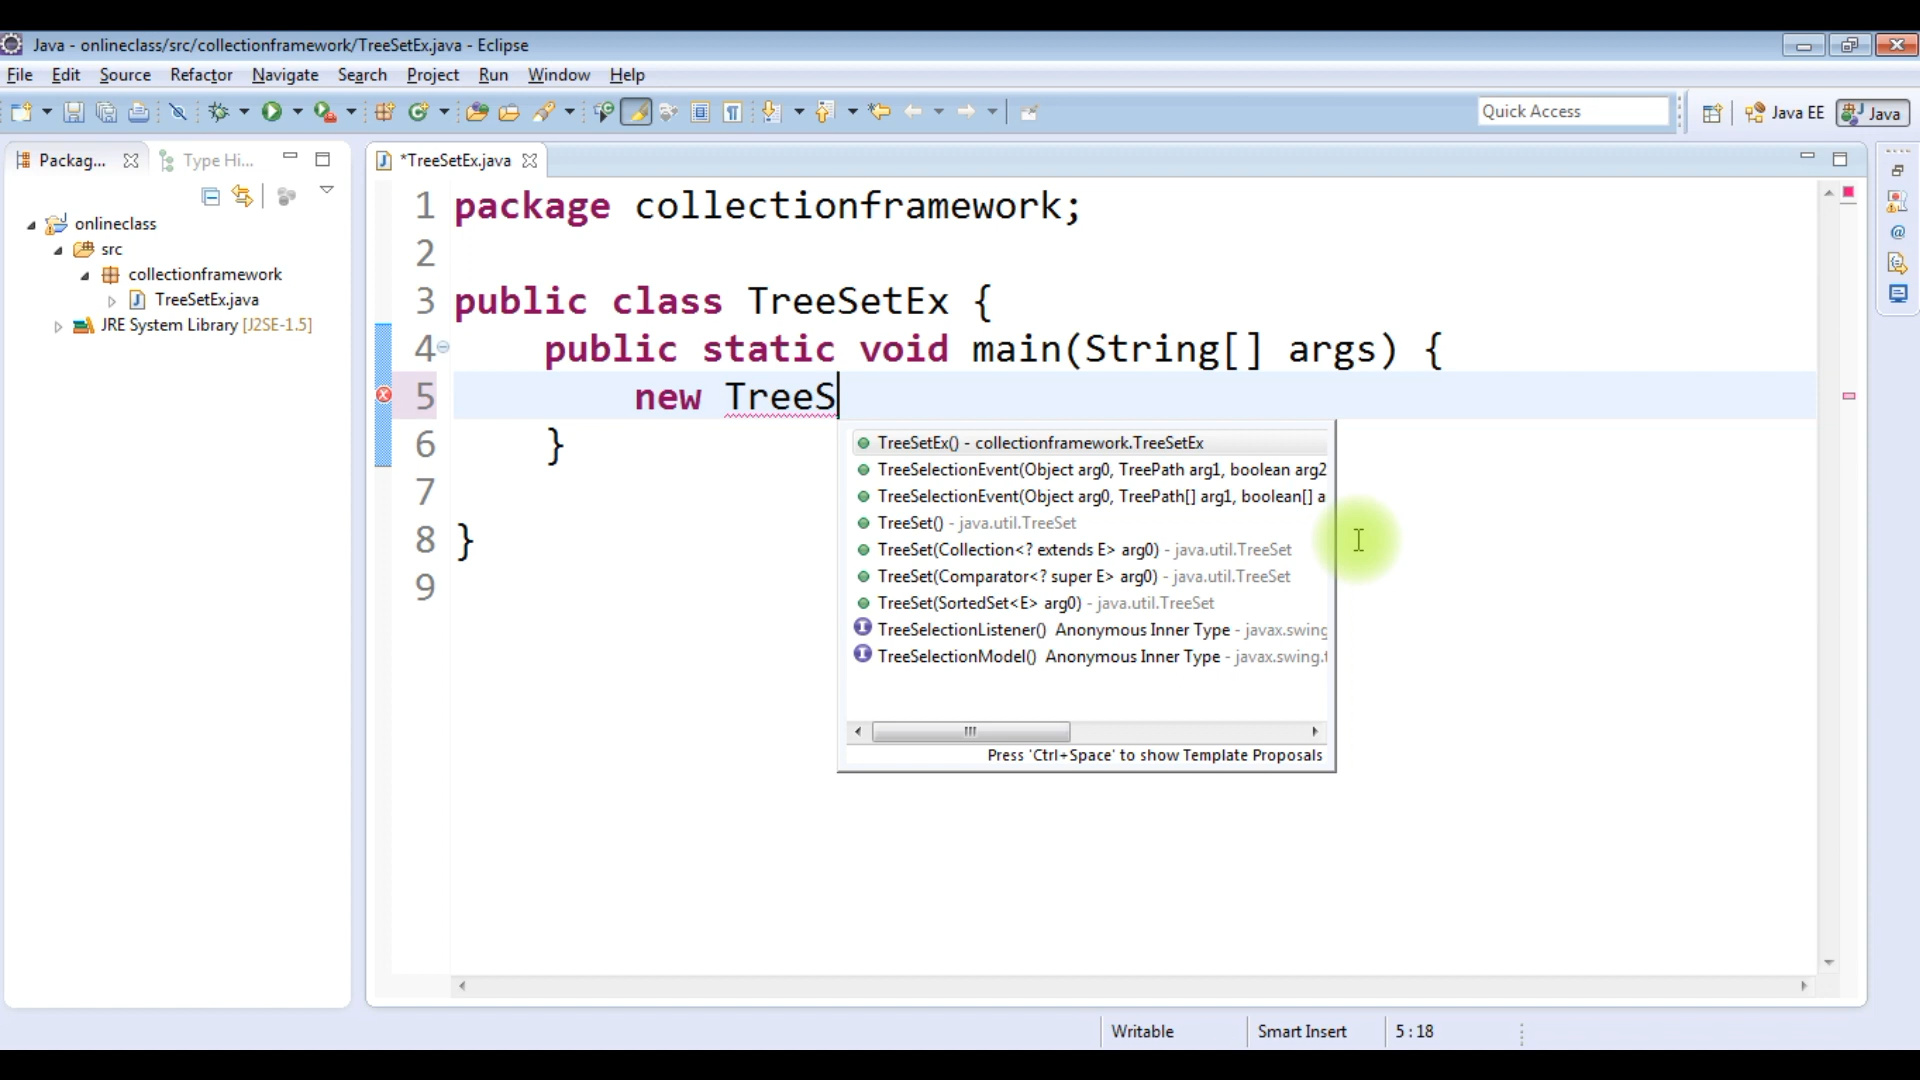 Java - onlineclass/src/collectionframework/TreeSetEx.java - Eclipse
File Edit Source Refactor Navigate Search Project Run Window Help
Quick Access
Java EE
Java
Packag...
Type Hi...
*TreeSetEx.java
onlineclass
src
collectionframework
TreeSetEx.java
JRE System Library [J2SE-1.5]
1 package collectionframework;
2
3 public class TreeSetEx {
4 public static void main(String[] args) {
5 new TreeS
6 }
7
8 }
9
TreeSetEx() - collectionframework.TreeSetEx
TreeSelectionEvent(Object arg0, TreePath arg1, boolean arg2
TreeSelectionEvent(Object arg0, TreePath[] arg1, boolean[] a
TreeSet() - java.util.TreeSet
TreeSet(Collection<? extends E> arg0) - java.util.TreeSet
TreeSet(Comparator<? super E> arg0) - java.util.TreeSet
TreeSet(SortedSet<E> arg0) - java.util.TreeSet
TreeSelectionListener() Anonymous Inner Type - javax.swing
TreeSelectionModel() Anonymous Inner Type - javax.swing.t
Press 'Ctrl+Space' to show Template Proposals
Writable
Smart Insert
5 : 18